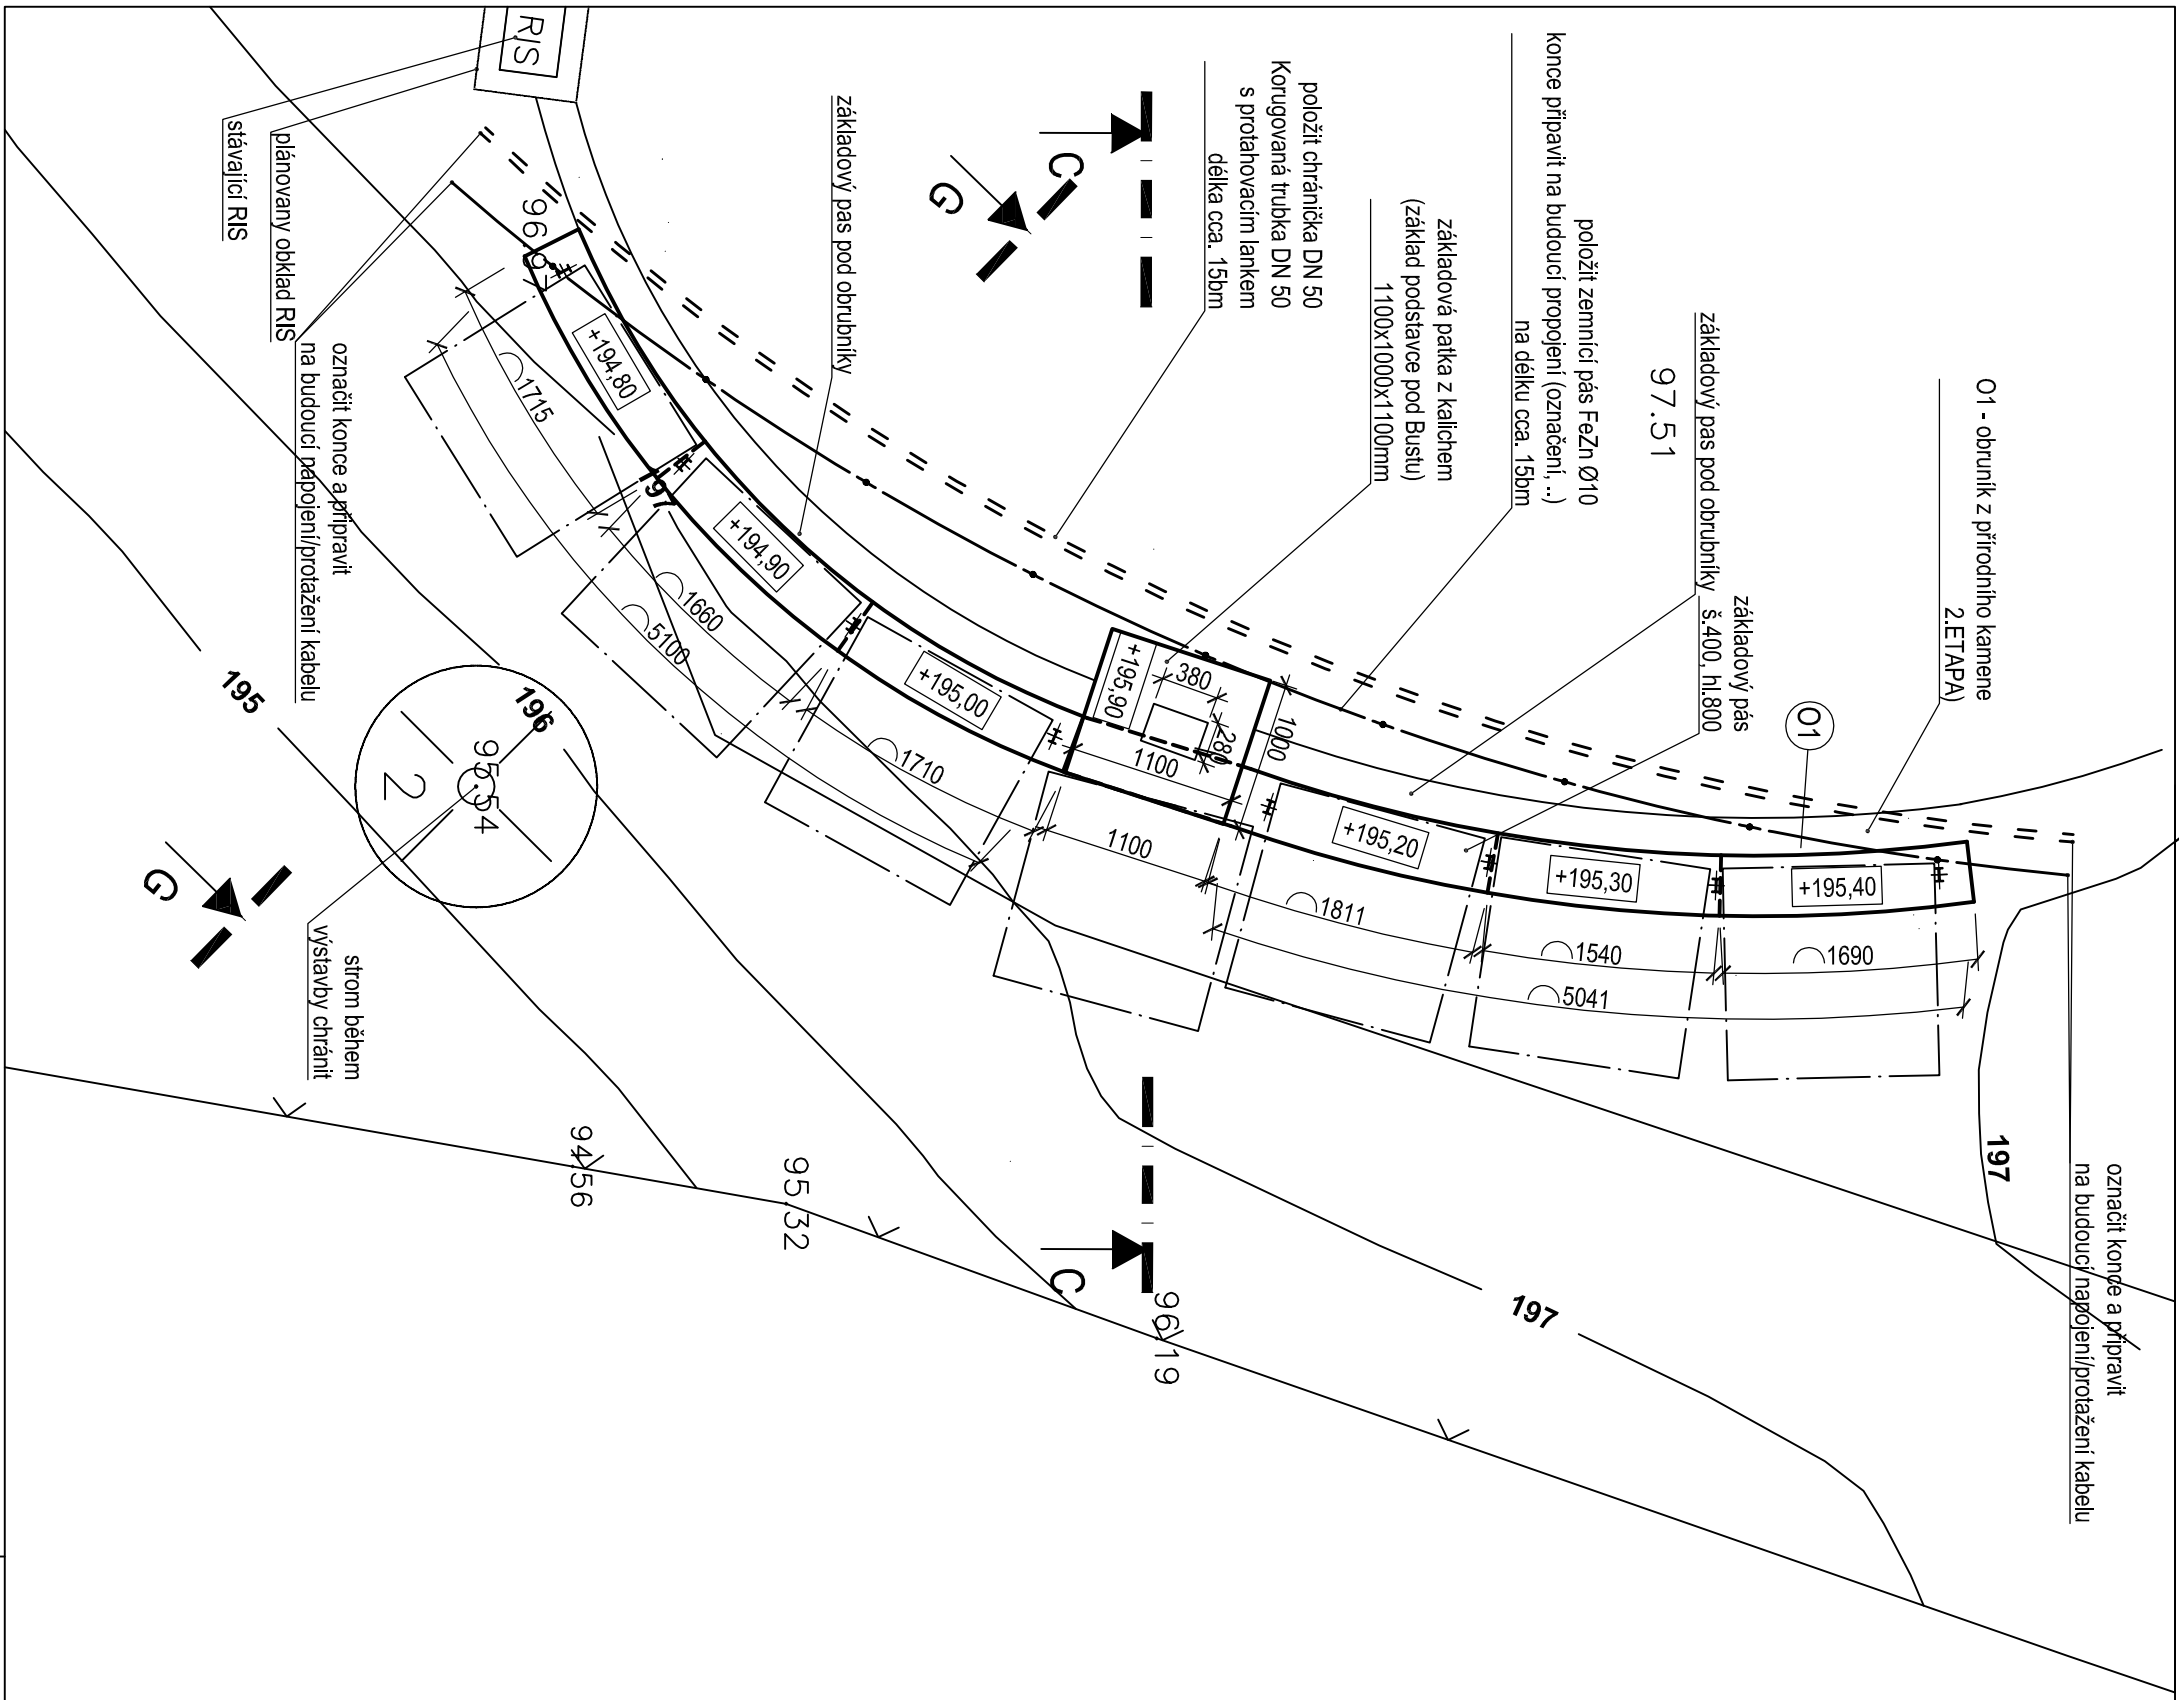 RIS
stávající RIS
plánovany obklad RIS
označit konce a připravit
na budoucí napojení/protažení kabelu
základový pas pod obrubníky
C
G
položit chránička DN 50
Korugovaná trubka DN 50
s protahovacím lankem
délka cca. 15bm
základová patka z kalichem
(základ podstavce pod Bustu)
1100x1000x1100mm
položit zemnící pás FeZn Ø10
konce připavit na budoucí propojení (označení, ..)
na délku cca. 15bm
97.51
základový pas pod obrubníky
základový pás
š.400, hl.800
O1 - obruník z přírodního kamene
2.ETAPA)
O1
96.97
+194,80
+194,90
+195,00
+195,90
+195,20
+195,30
+195,40
380
280
1000
1100
1715
1660
5100
1710
1100
1811
1540
1690
5041
197
195
196
95.54
2
strom během
výstavby chránit
G
94.56
95.32
96.19
C
197
197
označit konce a připravit
na budoucí napojení/protažení kabelu